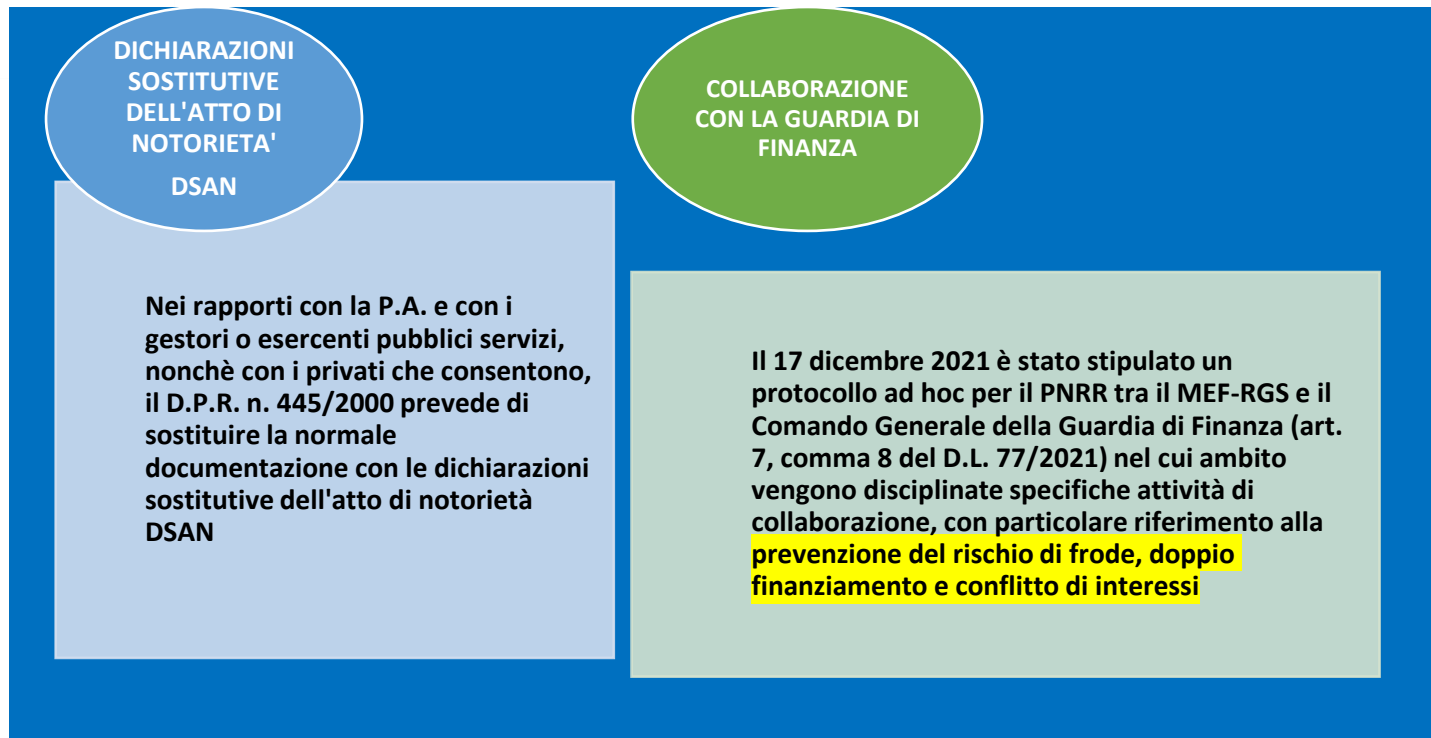 DICHIARAZIONI
SOSTITUTIVE
DELL'ATTO DI
NOTORIETA'
DSAN
Nei rapporti con la P.A. e con i
gestori o esercenti pubblici servizi,
nonchè con i privati che consentono,
il D.P.R. n. 445/2000 prevede di
sostituire la normale
documentazione con le dichiarazioni
sostitutive dell'atto di notorietà
DSAN
COLLABORAZIONE
CON LA GUARDIA DI
FINANZA
Il 17 dicembre 2021 è stato stipulato un
protocollo ad hoc per il PNRR tra il MEF-RGS e il
Comando Generale della Guardia di Finanza (art.
7, comma 8 del D.L. 77/2021) nel cui ambito
vengono disciplinate specifiche attività di
collaborazione, con particolare riferimento alla
prevenzione del rischio di frode, doppio
finanziamento e conflitto di interessi